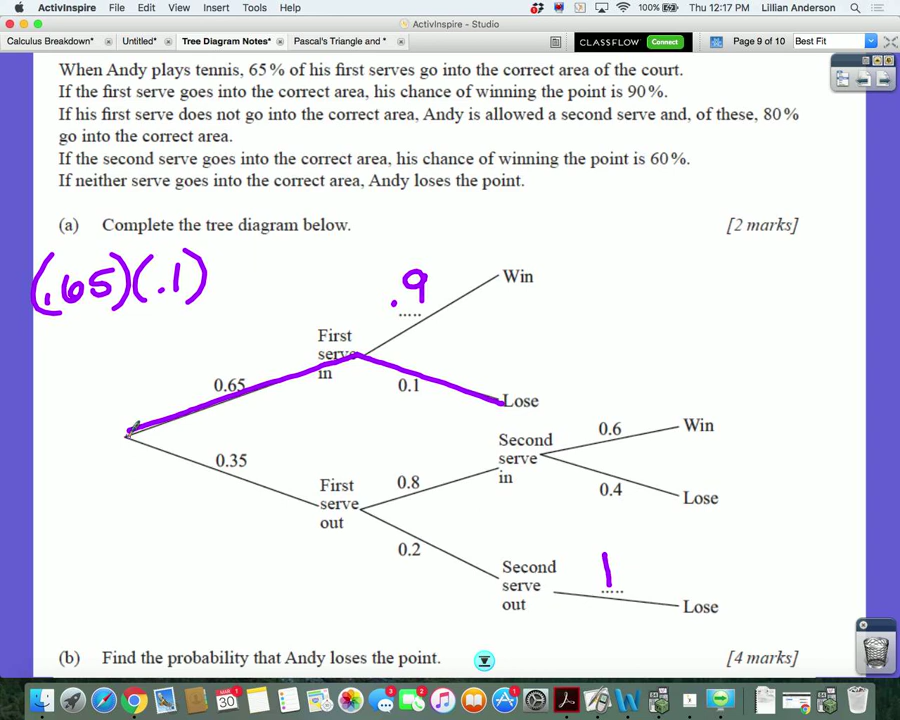 ActivInspire File Edit View Insert Tools Help 100% Thu 12:17 PM Lillian Anderson
ActivInspire - Studio
Calculus Breakdown* Untitled* Tree Diagram Notes* Pascal's Triangle and * CLASSFLOW Connect Page 9 of 10 Best Fit
When Andy plays tennis, 65% of his first serves go into the correct area of the court.
If the first serve goes into the correct area, his chance of winning the point is 90%.
If his first serve does not go into the correct area, Andy is allowed a second serve and, of these, 80%
go into the correct area.
If the second serve goes into the correct area, his chance of winning the point is 60%.
If neither serve goes into the correct area, Andy loses the point.
(a) Complete the tree diagram below. [2 marks]
(.65)(.1)
.9
.....
Win
First
serve
in
0.65
0.1
Lose
0.35
First
serve
out
0.8
0.2
Second
serve
in
0.6
Win
0.4
Lose
Second
serve
out
1
.....
Lose
(b) Find the probability that Andy loses the point. [4 marks]
MAR
30
3
2
1
1